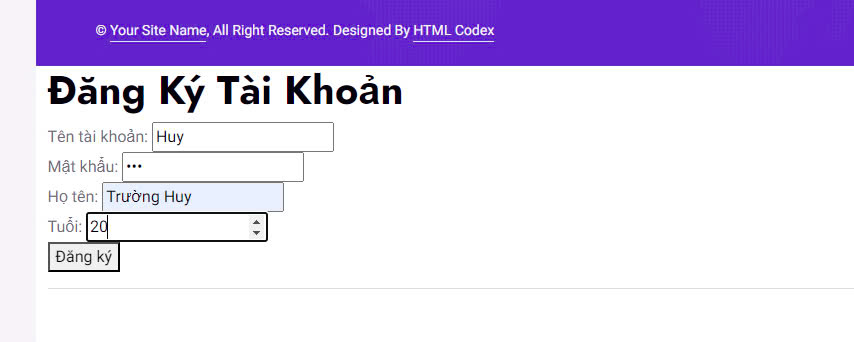 © Your Site Name, All Right Reserved. Designed By HTML Codex
Đăng Ký Tài Khoản
Tên tài khoản: Huy
Mật khẩu: •••
Họ tên: Trường Huy
Tuổi: 20
Đăng ký